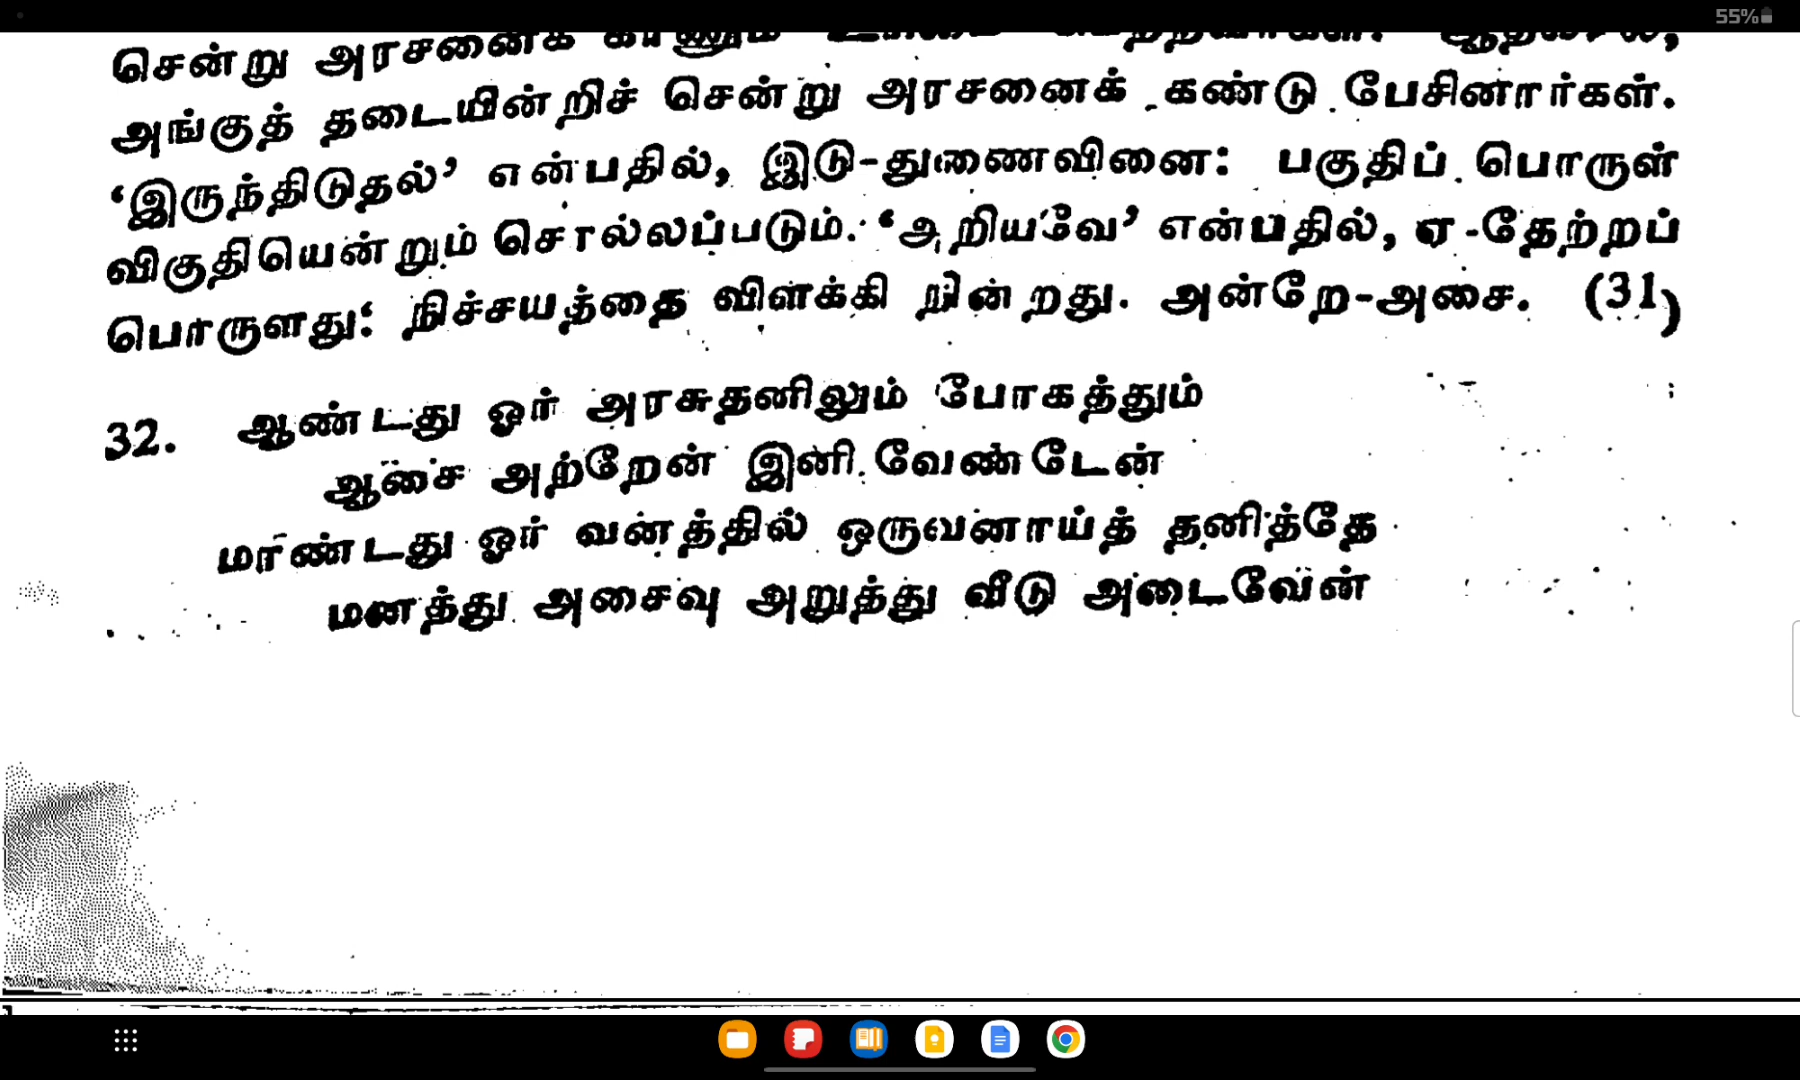 55%
சென்று அரசனைக் காணும்
அங்குத் தடையின்றிச் சென்று அரசனைக் கண்டு பேசினார்கள்.
‘இருந்திடுதல்’ என்பதில், இடு-துணைவினை: பகுதிப் பொருள்
விகுதியென்றும் சொல்லப்படும். ‘அறியவே’ என்பதில், ஏ-தேற்றப்
பொருளது: நிச்சயத்தை விளக்கி நின்றது. அன்றே-அசை. (31)
32. ஆண்டது ஓர் அரசுதனிலும் போகத்தும்
ஆசை அற்றேன் இனி வேண்டேன்
மாண்டது ஓர் வனத்தில் ஒருவனாய்த் தனித்தே
மனத்து அசைவு அறுத்து வீடு அடைவேன்